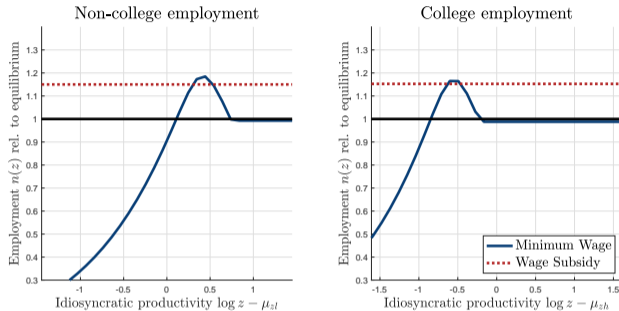 Non-college employment
Employment n(z) rel. to equilibrium
1.3
1.2
1.1
1
0.9
0.8
0.7
0.6
0.5
0.4
0.3
-1 -0.5 0 0.5 1
Idiosyncratic productivity log z − μzl
College employment
Employment n(z) rel. to equilibrium
1.3
1.2
1.1
1
0.9
0.8
0.7
0.6
0.5
0.4
0.3
-1.5 -1 -0.5 0 0.5 1 1.5
Idiosyncratic productivity log z − μzh
Minimum Wage
Wage Subsidy